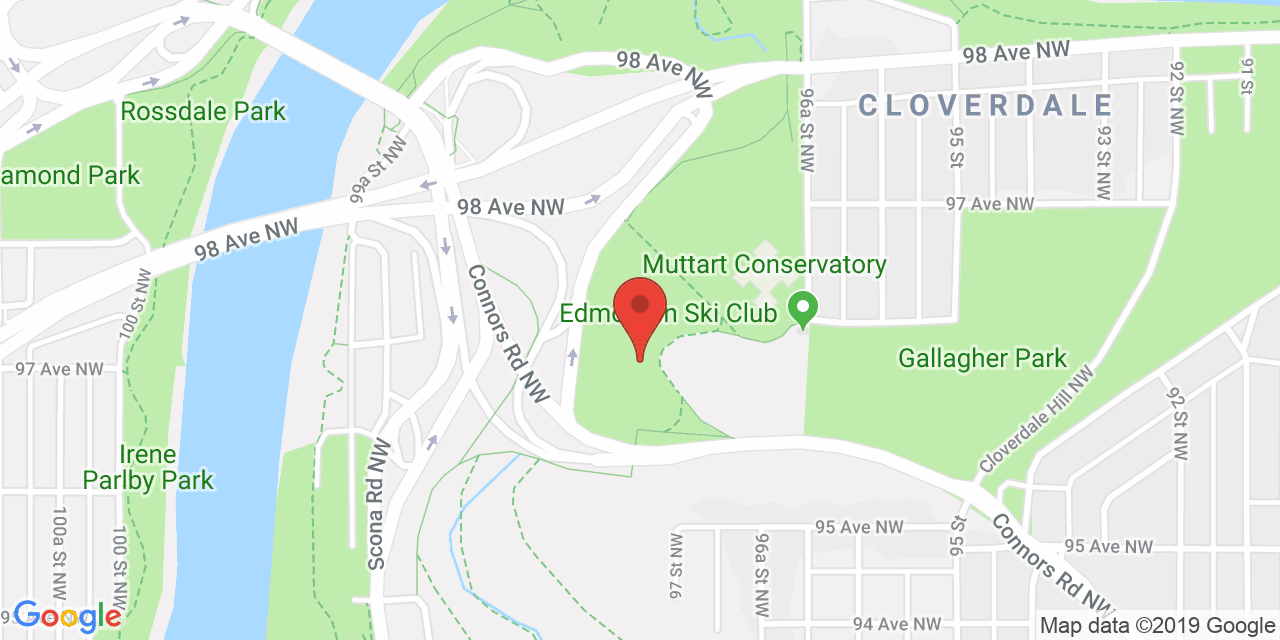 98 Ave NW
98 Ave NW
CLOVERDALE
92 St NW
91 St
Rossdale Park
96a St NW
95 St
93 St NW
99a St NW
amond Park
98 Ave NW
97 Ave NW
98 Ave NW
Muttart Conservatory
100 St NW
Connors Rd NW
Ski Club
Gallagher Park
97 Ave NW
Cloverdale Hill NW
92 St NW
Irene
Parlby Park
Scona Rd NW
100a St NW
100 St NW
95 Ave NW
95 St
Connors Rd NW
95 Ave NW
97 St NW
96a St NW
Google
94 Ave NW
Map data ©2019 Google